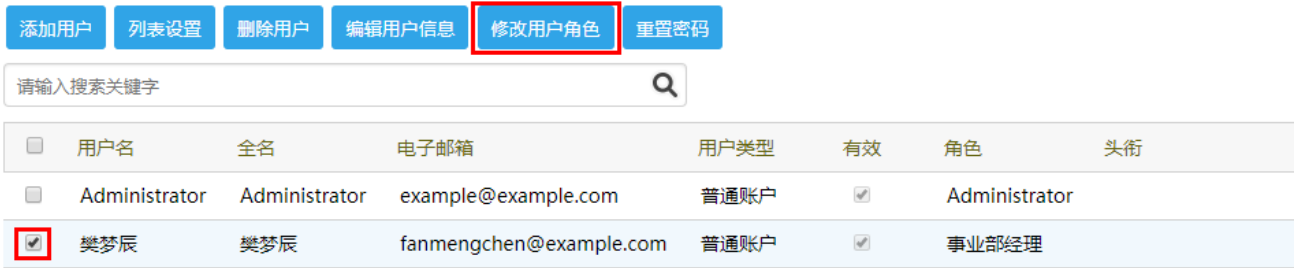 添加用户 列表设置 删除用户 编辑用户信息 修改用户角色 重置密码
请输入搜索关键字
用户名 全名 电子邮箱 用户类型 有效 角色 头衔
Administrator Administrator example@example.com 普通账户 Administrator
樊梦辰 樊梦辰 fanmengchen@example.com 普通账户 事业部经理